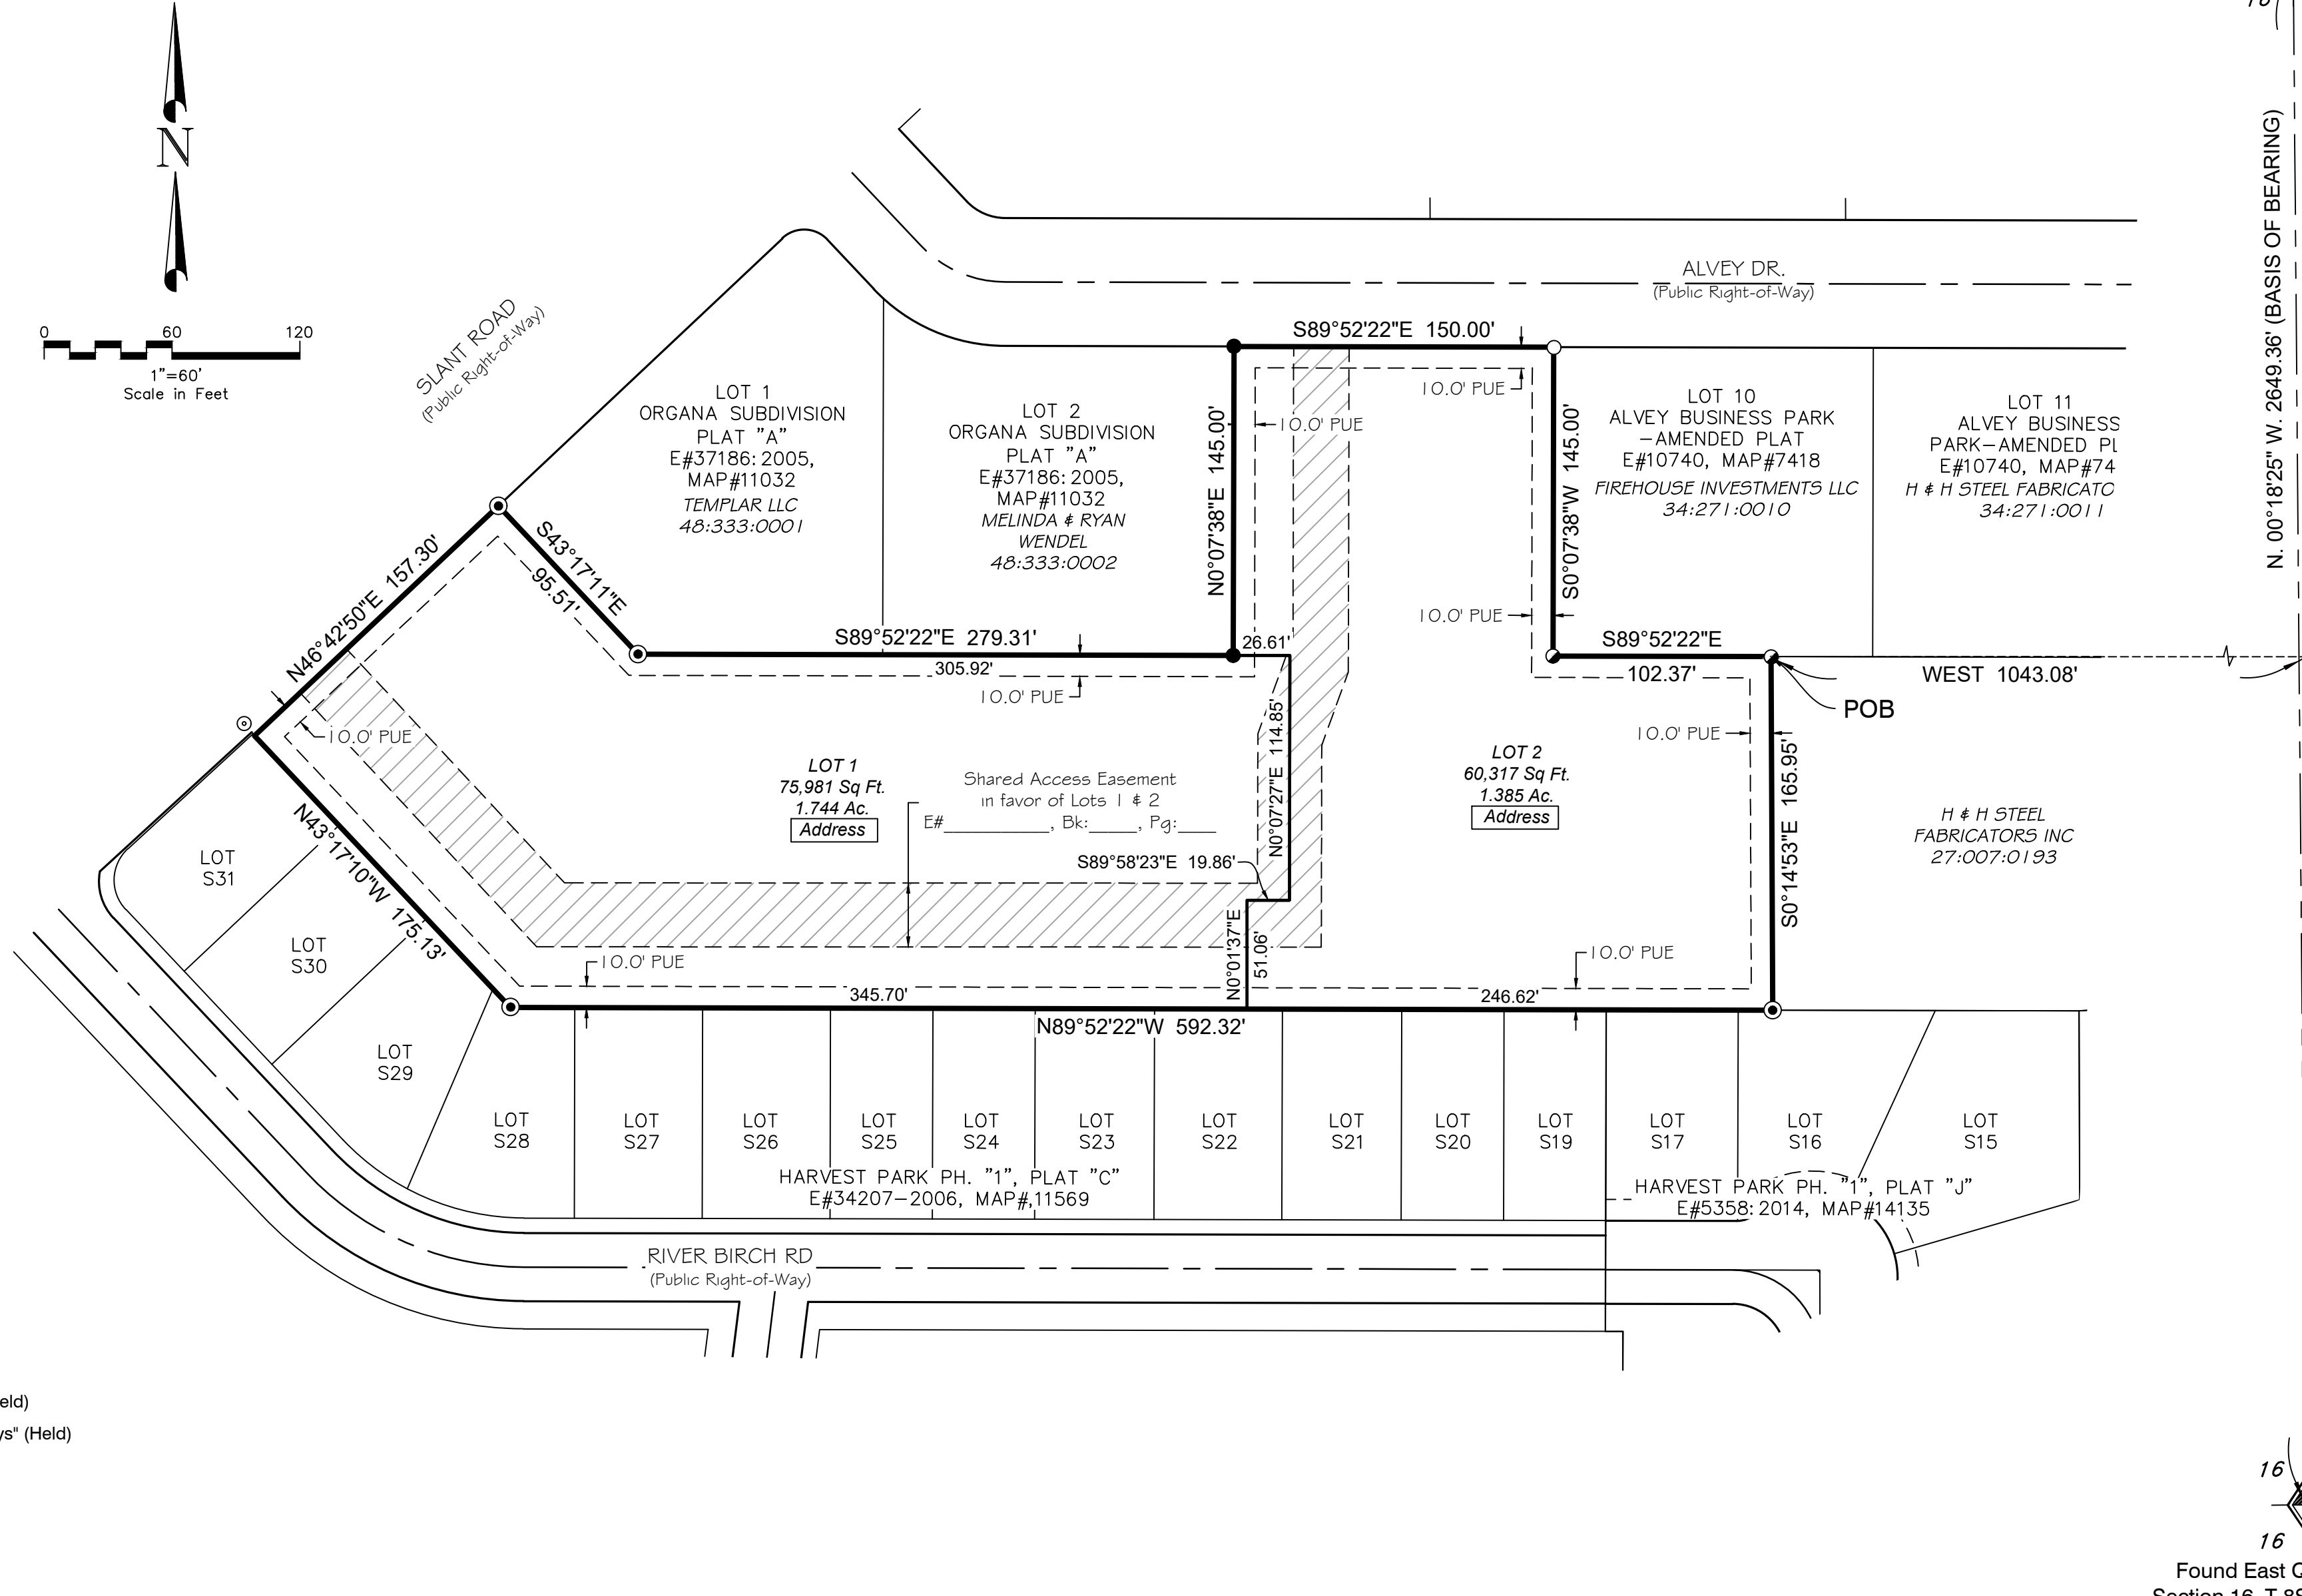 16
N
0 60 120
1"=60'
Scale in Feet
SLANT ROAD
(Public Right-of-Way)
ALVEY DR.
(Public Right-of-Way)
N. 00°18'25" W. 2649.36' (BASIS OF BEARING)
S89°52'22"E 150.00'
10.0' PUE
10.0' PUE
N0°07'38"E 145.00'
S0°07'38"W 145.00'
10.0' PUE
LOT 1
ORGANA SUBDIVISION
PLAT "A"
E#37186:2005,
MAP#11032
TEMPLAR LLC
48:333:0001
LOT 2
ORGANA SUBDIVISION
PLAT "A"
E#37186:2005,
MAP#11032
MELINDA & RYAN
WENDEL
48:333:0002
LOT 10
ALVEY BUSINESS PARK
-AMENDED PLAT
E#10740, MAP#7418
FIREHOUSE INVESTMENTS LLC
34:271:0010
LOT 11
ALVEY BUSINESS
PARK-AMENDED PL
E#10740, MAP#74
H & H STEEL FABRICATO
34:271:0011
N46°42'50"E 157.30'
S43°17'11"E
95.51'
S89°52'22"E 279.31'
305.92'
26.61'
10.0' PUE
S89°52'22"E
102.37'
WEST 1043.08'
POB
10.0' PUE
10.0' PUE
N0°07'27"E 114.85'
S0°14'53"E 165.95'
LOT 1
75,981 Sq Ft.
1.744 Ac.
Address
Shared Access Easement
in favor of Lots 1 & 2
E#___________, Bk:_____, Pg:____
LOT 2
60,317 Sq Ft.
1.385 Ac.
Address
H & H STEEL
FABRICATORS INC
27:007:0193
S89°58'23"E 19.86'
N43°17'10"W 175.13'
N0°01'37"E
51.06'
10.0' PUE
10.0' PUE
345.70'
246.62'
N89°52'22"W 592.32'
LOT
S31
LOT
S30
LOT
S29
LOT
S28
LOT
S27
LOT
S26
LOT
S25
LOT
S24
LOT
S23
LOT
S22
LOT
S21
LOT
S20
LOT
S19
LOT
S17
LOT
S16
LOT
S15
HARVEST PARK PH. "1", PLAT "C"
E#34207-2006, MAP#,11569
HARVEST PARK PH. "1", PLAT "J"
E#5358:2014, MAP#14135
RIVER BIRCH RD
(Public Right-of-Way)
eld)
ys" (Held)
16
16
Found East Q